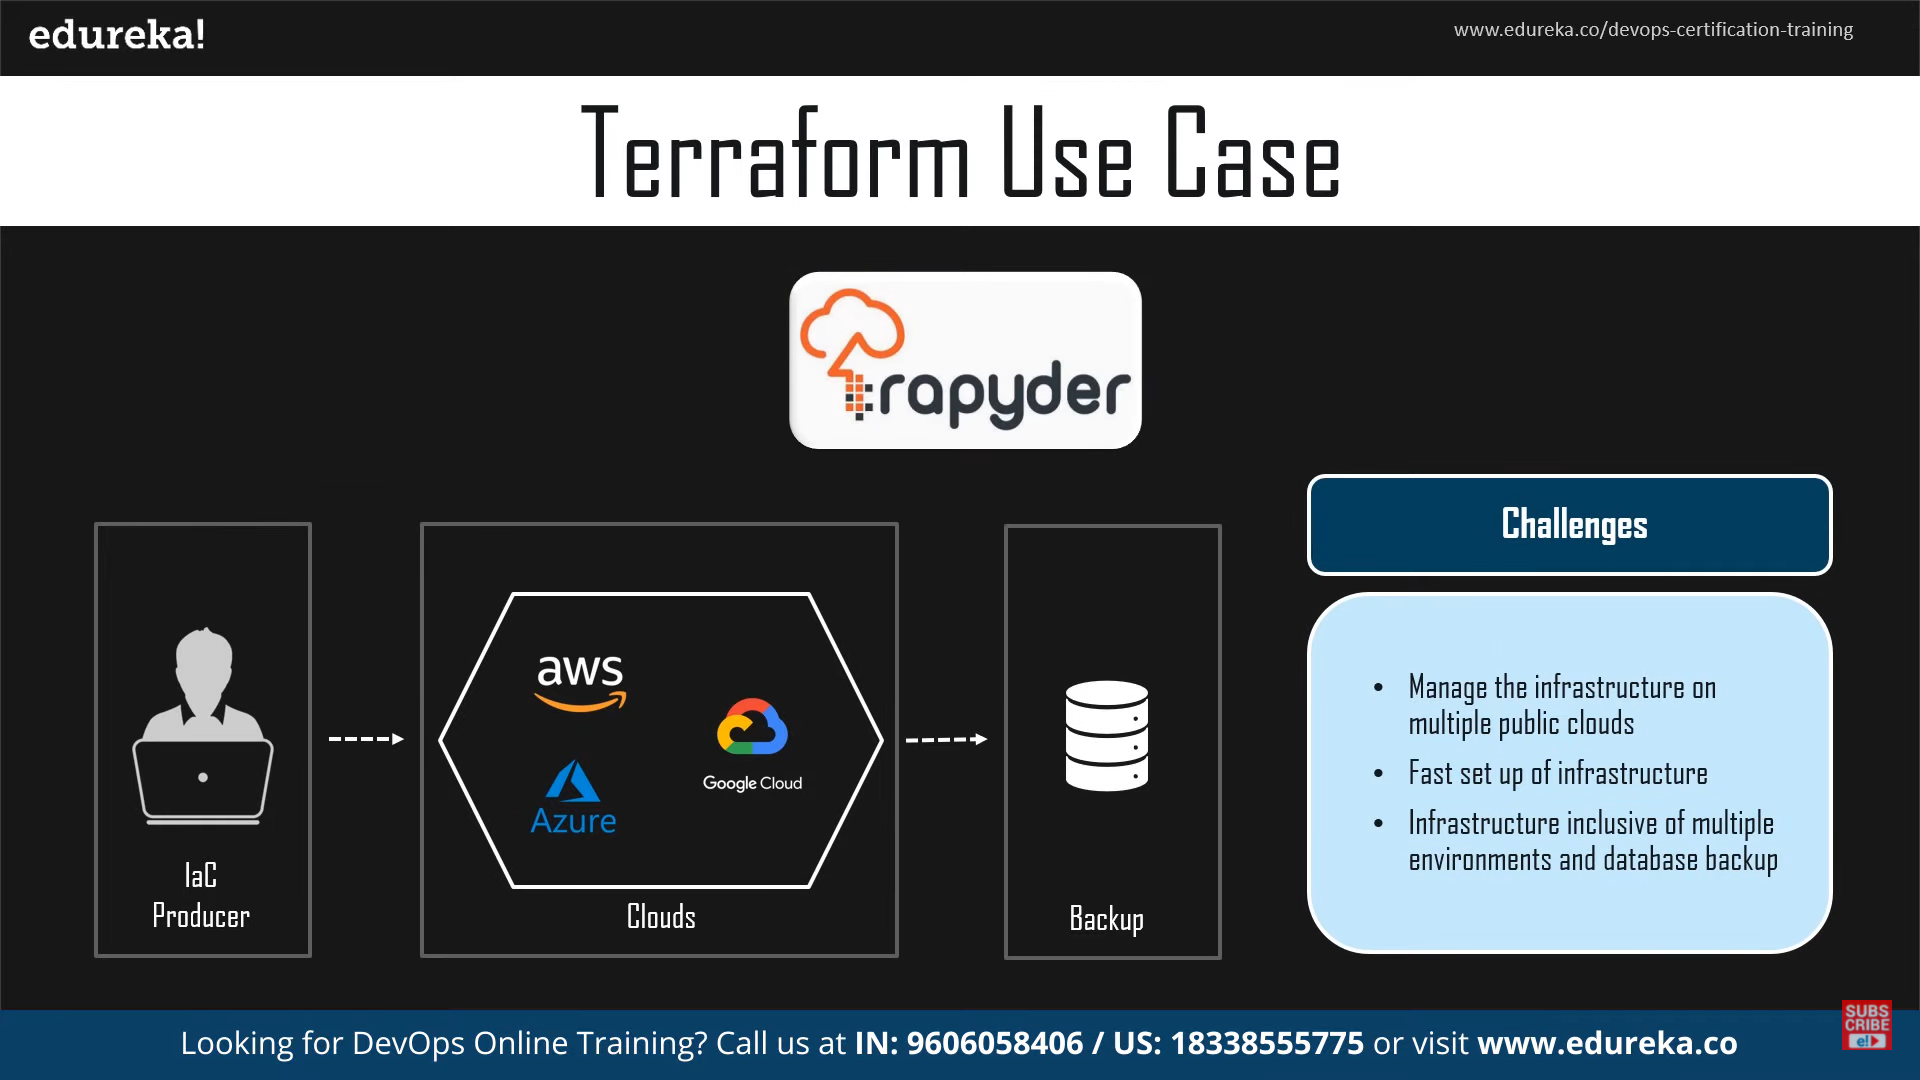 edureka!
www.edureka.co/devops-certification-training
Terraform Use Case
rapyder
Challenges
aws
Google Cloud
Azure
IaC
Producer
Clouds
Backup
• Manage the infrastructure on
multiple public clouds
• Fast set up of infrastructure
• Infrastructure inclusive of multiple
environments and database backup
Looking for DevOps Online Training? Call us at IN: 9606058406 / US: 18338555775 or visit www.edureka.co
SUBS
CRIBE
e!